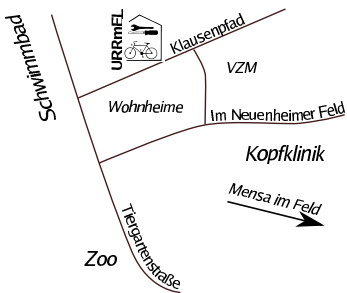 URRmEL
Schwimmbad
Klausenpfad
VZM
Wohnheime
Im Neuenheimer Feld
Kopfklinik
Mensa im Feld
Tiergartenstraße
Zoo